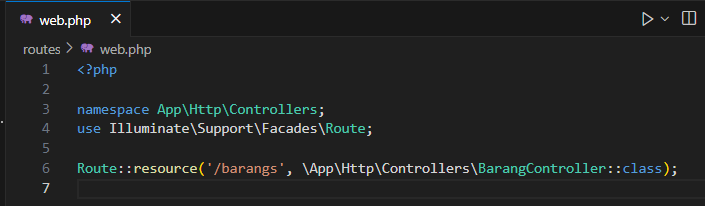 web.php
routes > web.php
1 <?php
2
3 namespace App\Http\Controllers;
4 use Illuminate\Support\Facades\Route;
5
6 Route::resource('/barangs', \App\Http\Controllers\BarangController::class);
7